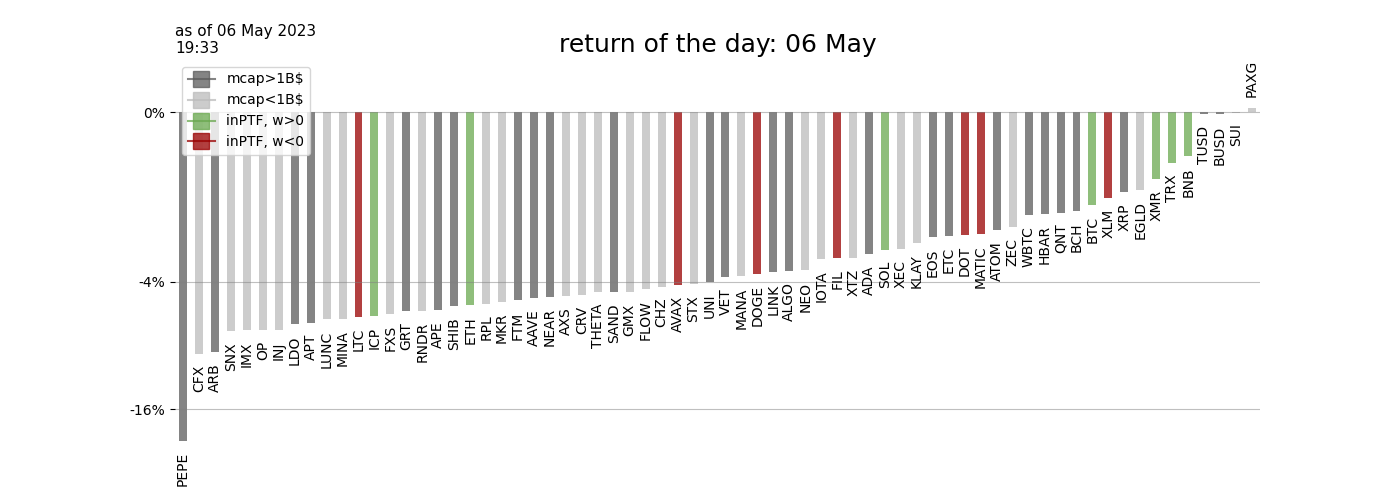 as of 06 May 2023
19:33
return of the day: 06 May
mcap>1B$
mcap<1B$
inPTF, w>0
inPTF, w<0
0%
-4%
-16%
PEPE
CFX
ARB
SNX
IMX
OP
INJ
LDO
APT
LUNC
MINA
LTC
ICP
FXS
GRT
RNDR
APE
SHIB
ETH
RPL
MKR
FTM
AAVE
NEAR
AXS
CRV
THETA
SAND
GMX
FLOW
CHZ
AVAX
STX
UNI
VET
MANA
DOGE
LINK
ALGO
NEO
IOTA
FIL
XTZ
ADA
SOL
XEC
KLAY
EOS
ETC
DOT
MATIC
ATOM
ZEC
WBTC
HBAR
QNT
BCH
BTC
XLM
XRP
EGLD
XMR
TRX
BNB
TUSD
BUSD
SUI
PAXG